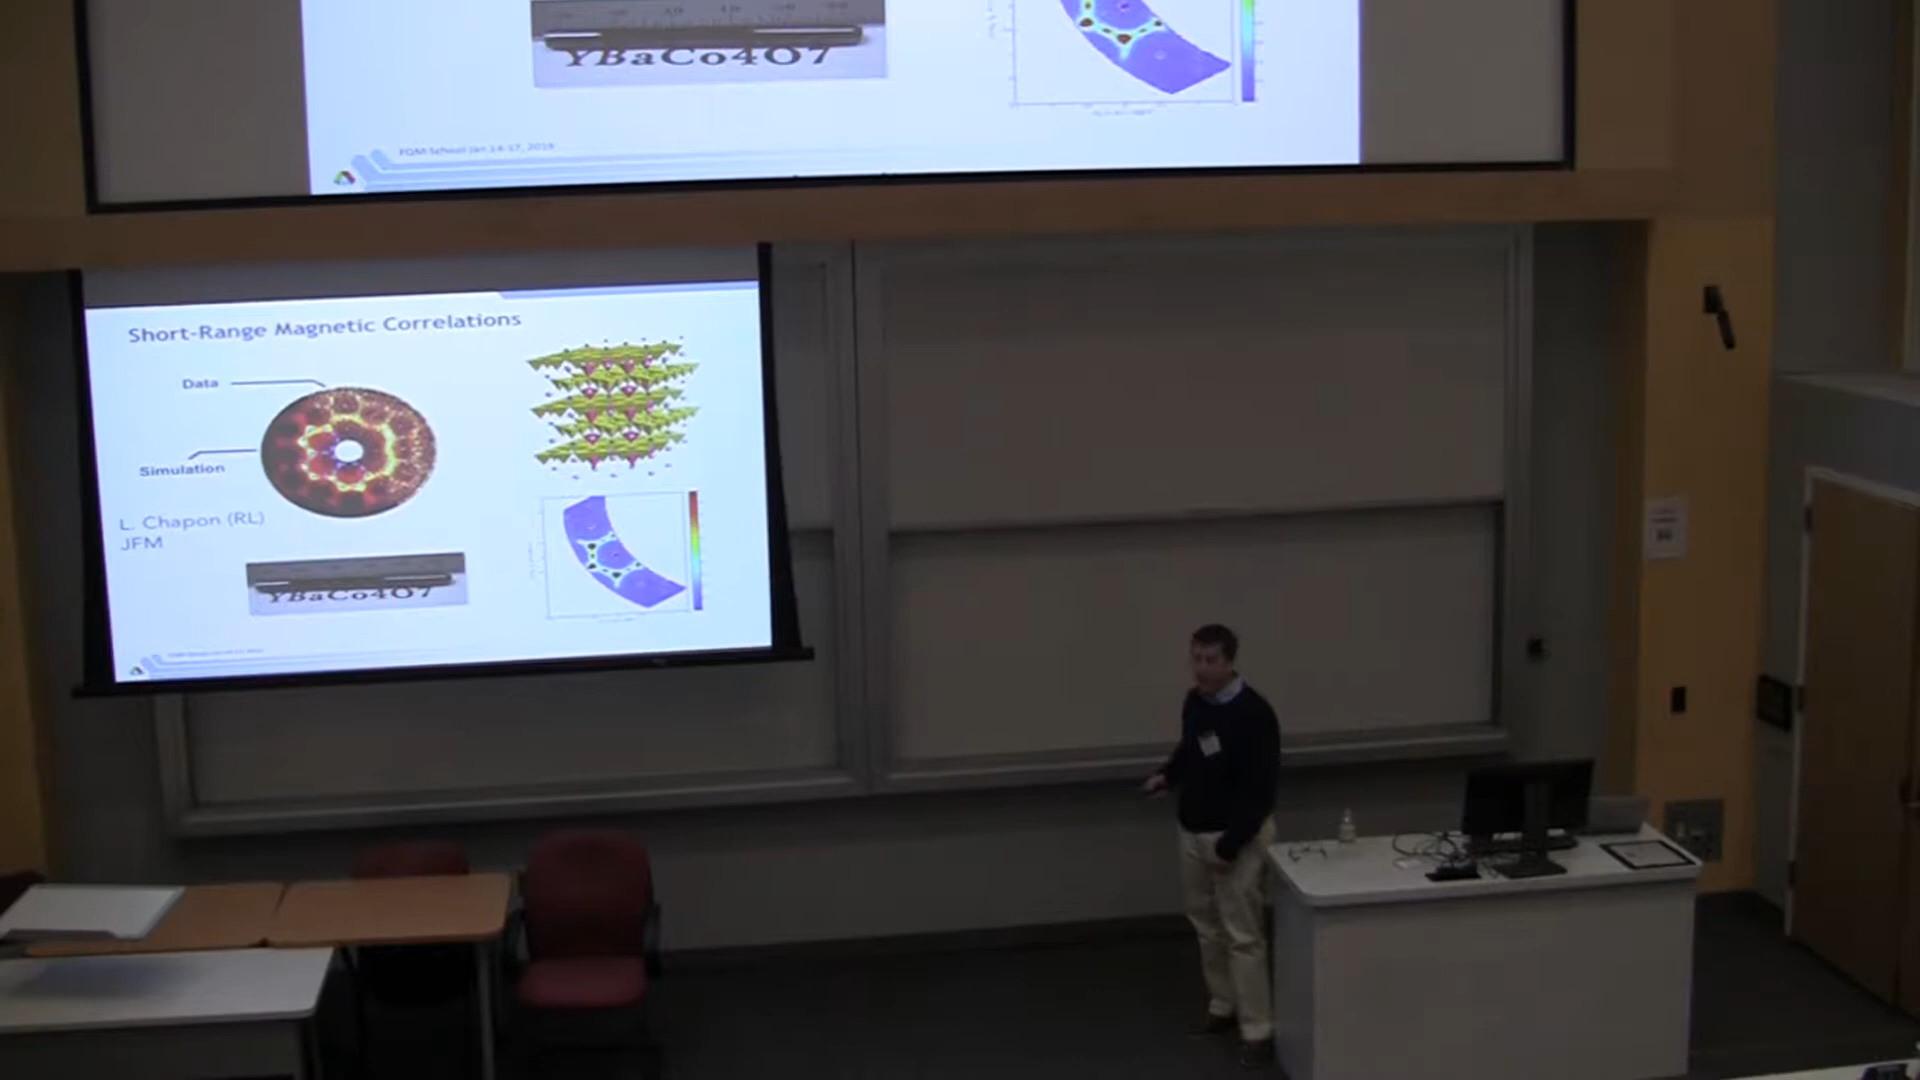 YBaCo4O7
FQM School Jan 14-17, 2019
Short-Range Magnetic Correlations
Data
Simulation
L. Chapon (RL)
JFM
YBaCo4O7